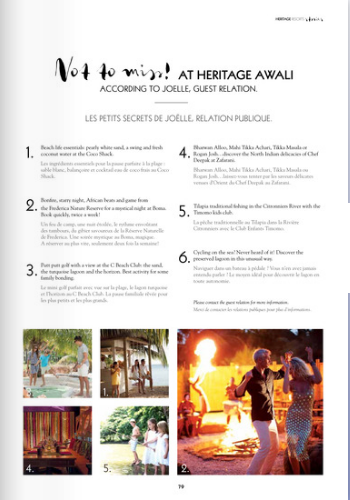 HERITAGE RESORTS
Not to miss! AT HERITAGE AWALI
ACCORDING TO JOELLE, GUEST RELATION.
LES PETITS SECRETS DE JOËLLE, RELATION PUBLIQUE.
1.
Beach life essentials: pearly white sand, a swing and fresh
coconut water at the Coco Shack.
Les ingrédients essentiels pour la pause parfaite à la plage :
sable blanc, balançoire et cocktail eau de coco bois au Coco
Shack.
2.
Bonfire, starry night, African beats and game from
the Frederica Nature Reserve for a mystical night at Boma.
Book quickly, twice a week!
Un feu de camp, une nuit étoilée, le rythme envoûtant
des tambours, du gibier savoureux de la Réserve Naturelle
de Frederica. Une soirée mystique au Boma, magique.
A réserver au plus vite, seulement deux fois la semaine!
3.
Putt putt golf with a view at the C Beach Club: the sand,
the turquoise lagoon and the horizon. Best activity for some
family bonding.
Le mini golf parfait avec vue sur la plage, le lagon turquoise
et l'horizon au C Beach Club. La pause familiale rêvée pour
les plus petits et les plus grands.
4.
Bharwan Alloo, Mahi Tikka Achari, Tikka Masala or
Rogan Josh... discover the North Indian delicacies of Chef
Deepak at Zafarani.
Bharwan Alloo, Mahi Tikka Achari, Tikka Masala ou
Rogan Josh... laissez-vous tenter par les saveurs délicates
venues d'Orient du Chef Deepak au Zafarani.
5.
Tilapia traditional fishing in the Citronniers River with the
Timomo kids club.
La pêche traditionnelle au Tilapia dans la Rivière
Citronniers avec le Club Enfants Timomo.
6.
Cycling on the sea? Never heard of it? Discover the
preserved lagoon in this unusual way.
Naviguer dans un bateau à pédale ? Vous n'en avez jamais
entendu parler ? Le moyen idéal pour découvrir le lagon en
toute autonomie.
Please contact the guest relation for more information.
Merci de contacter les relations publiques pour plus d'informations.
1.
4.
5.
2.
79